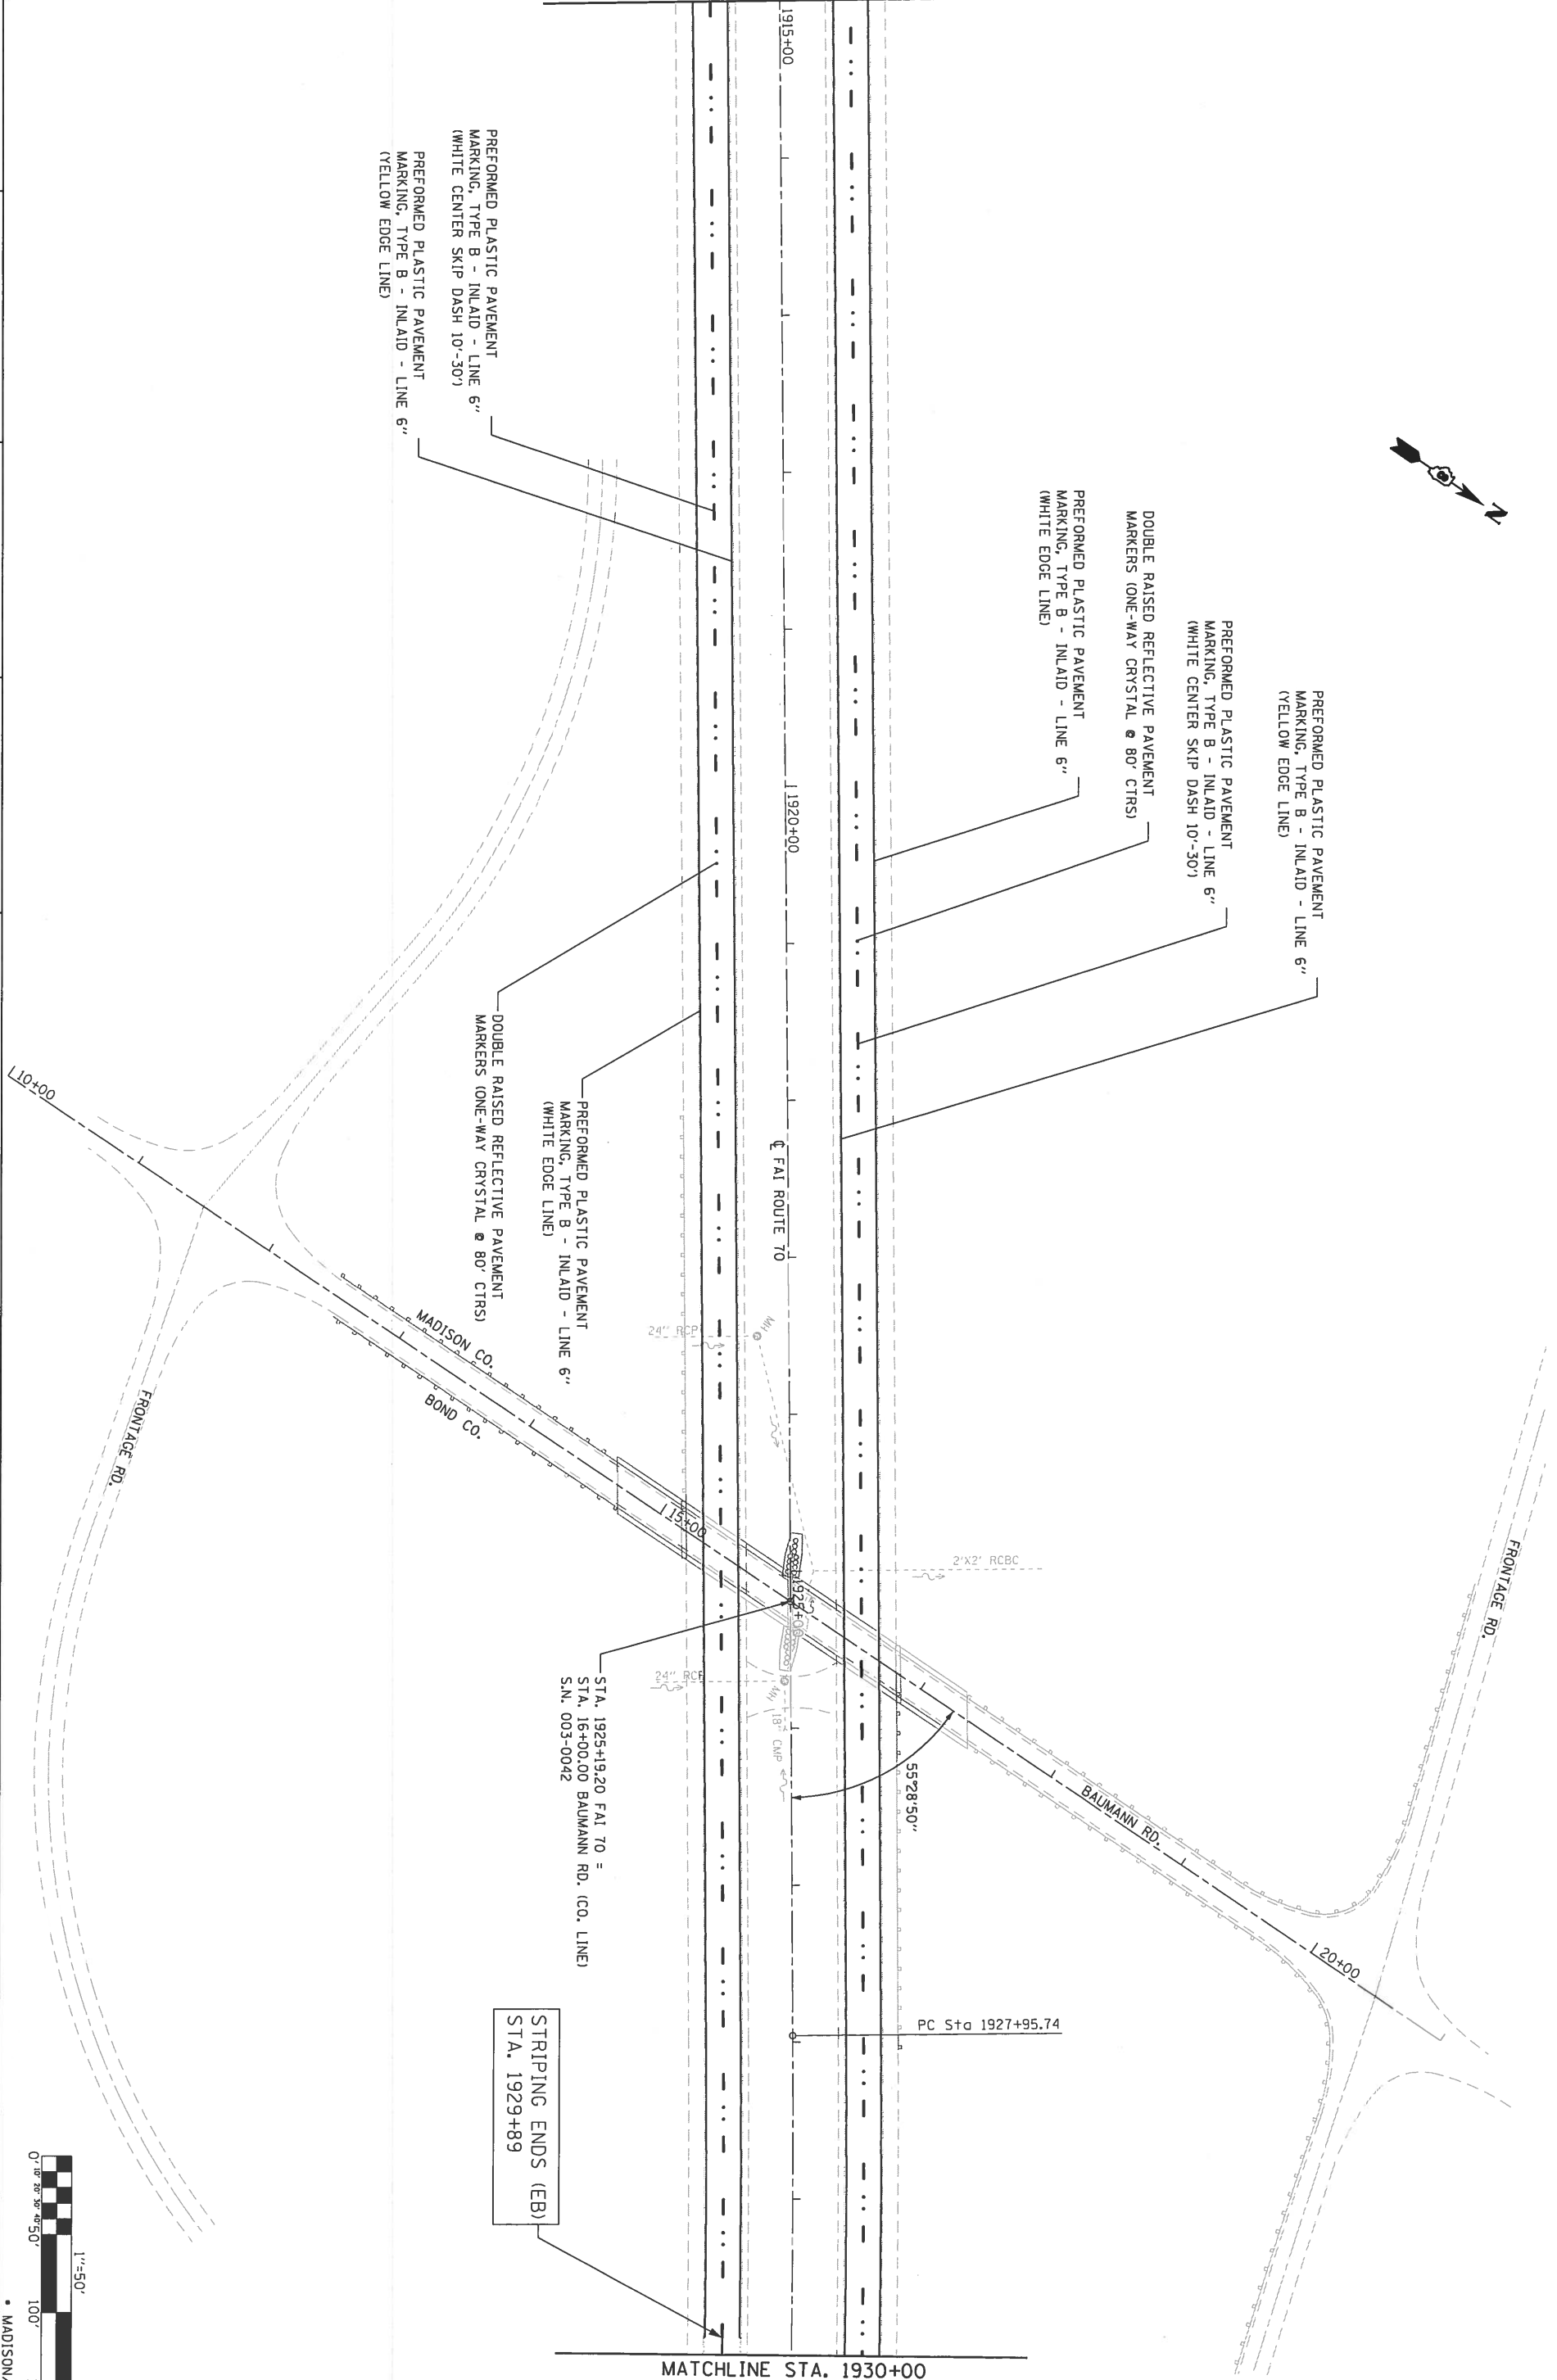 1915+00
PREFORMED PLASTIC PAVEMENT
MARKING, TYPE B - INLAID - LINE 6"
(WHITE CENTER SKIP DASH 10'-30')
PREFORMED PLASTIC PAVEMENT
MARKING, TYPE B - INLAID - LINE 6"
(YELLOW EDGE LINE)
N
PREFORMED PLASTIC PAVEMENT
MARKING, TYPE B - INLAID - LINE 6"
(YELLOW EDGE LINE)
PREFORMED PLASTIC PAVEMENT
MARKING, TYPE B - INLAID - LINE 6"
(WHITE CENTER SKIP DASH 10'-30')
DOUBLE RAISED REFLECTIVE PAVEMENT
MARKERS (ONE-WAY CRYSTAL @ 80' CTRS)
PREFORMED PLASTIC PAVEMENT
MARKING, TYPE B - INLAID - LINE 6"
(WHITE EDGE LINE)
1920+00
DOUBLE RAISED REFLECTIVE PAVEMENT
MARKERS (ONE-WAY CRYSTAL @ 80' CTRS)
PREFORMED PLASTIC PAVEMENT
MARKING, TYPE B - INLAID - LINE 6"
(WHITE EDGE LINE)
10+00
℄ FAI ROUTE 70
MADISON CO.
BOND CO.
FRONTAGE RD.
24" RCP
MH
15+00
1925+00
2'X2' RCBC
FRONTAGE RD.
24" RCP
MH
18" CMP
STA. 1925+19.20 FAI 70 =
STA. 16+00.00 BAUMANN RD. (CO. LINE)
S.N. 003-0042
55°28'50"
BAUMANN RD.
20+00
PC Sta 1927+95.74
STRIPING ENDS (EB)
STA. 1929+89
0' 10' 20' 30' 40' 50' 100'
1"=50'
MATCHLINE STA. 1930+00